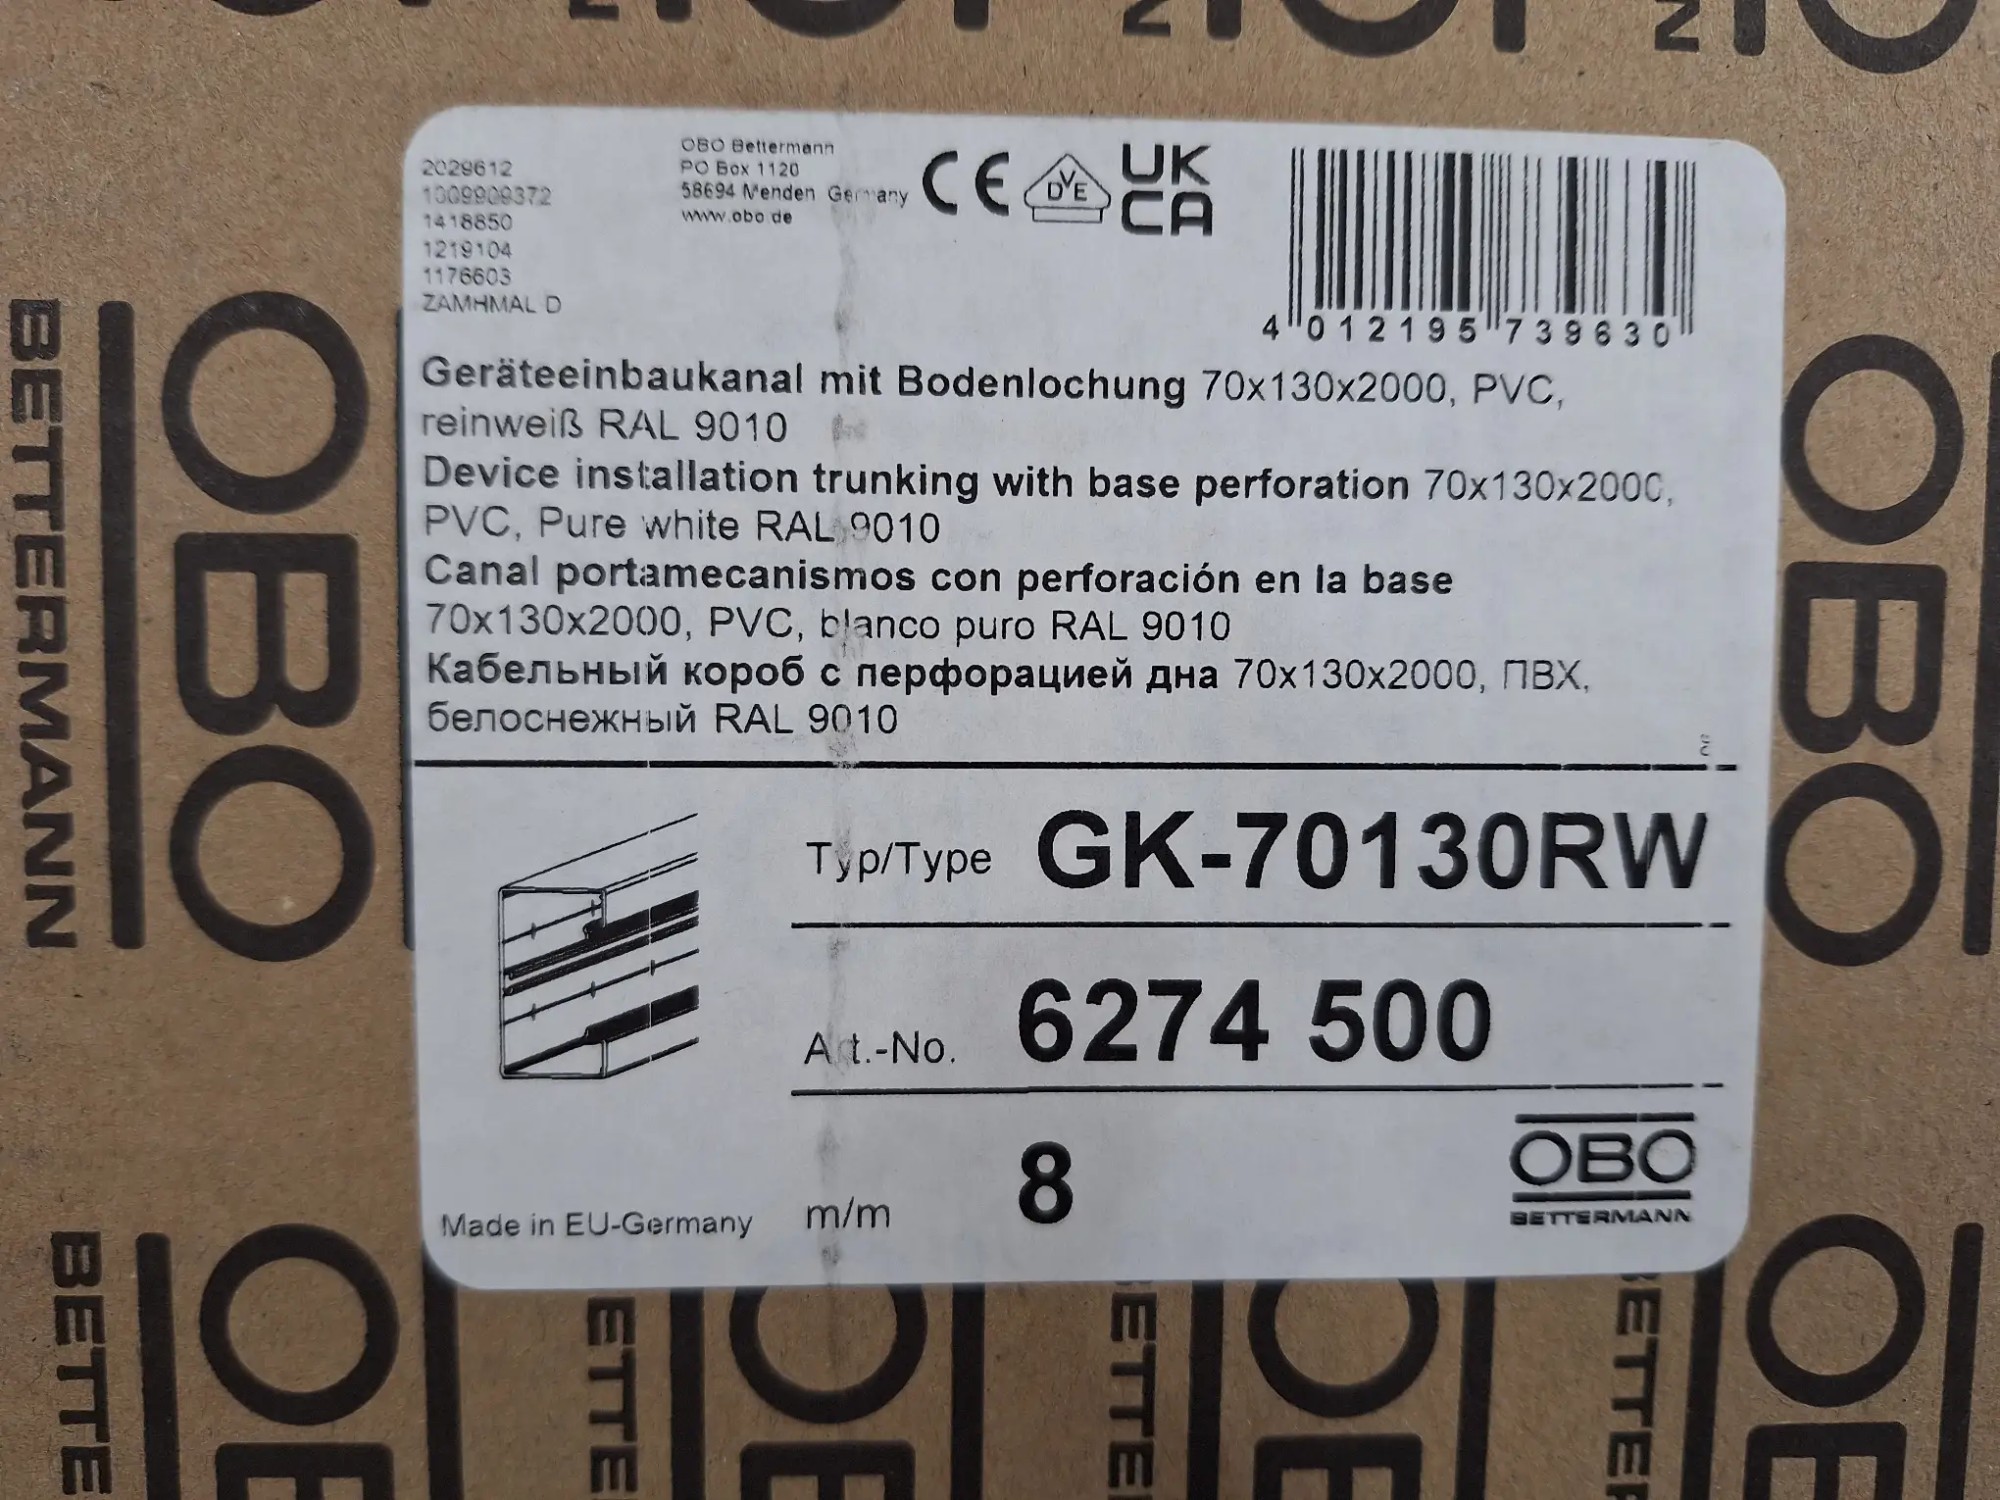 2029612
1009909372
1418850
1219104
1176603
ZAMHMAL D
OBO Bettermann
PO Box 1120
58694 Menden Germany
www.obo.de
CE
DVE
UK
CA
4 012195 739630
Geräteeinbaukanal mit Bodenlochung 70x130x2000, PVC,
reinweiß RAL 9010
Device installation trunking with base perforation 70x130x2000,
PVC, Pure white RAL 9010
Canal portamecanismos con perforación en la base
70x130x2000, PVC, blanco puro RAL 9010
Кабельный короб с перфорацией дна 70x130x2000, ПВХ,
белоснежный RAL 9010
Typ/Type GK-70130RW
Art.-No. 6274 500
m/m 8
Made in EU-Germany
OBO
BETTERMANN
OBO
BETTERMANN
OBO